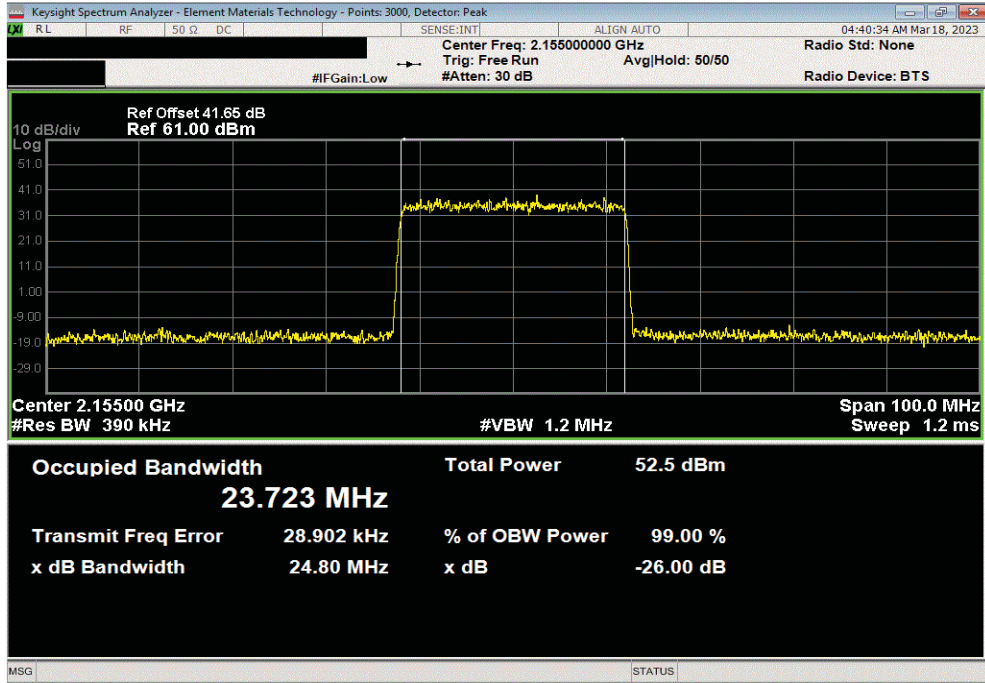 Keysight Spectrum Analyzer - Element Materials Technology - Points: 3000, Detector: Peak
LXI RL RF 50 Ω DC SENSE:INT ALIGN AUTO 04:40:34 AM Mar 18, 2023
Center Freq: 2.155000000 GHz Radio Std: None
Trig: Free Run Avg|Hold: 50/50
#IFGain:Low #Atten: 30 dB Radio Device: BTS
Ref Offset 41.65 dB
10 dB/div Ref 61.00 dBm
Log
51.0
41.0
31.0
21.0
11.0
1.00
-9.00
-19.0
-29.0
Center 2.15500 GHz Span 100.0 MHz
#Res BW 390 kHz #VBW 1.2 MHz Sweep 1.2 ms
Occupied Bandwidth Total Power 52.5 dBm
23.723 MHz
Transmit Freq Error 28.902 kHz % of OBW Power 99.00 %
x dB Bandwidth 24.80 MHz x dB -26.00 dB
MSG STATUS